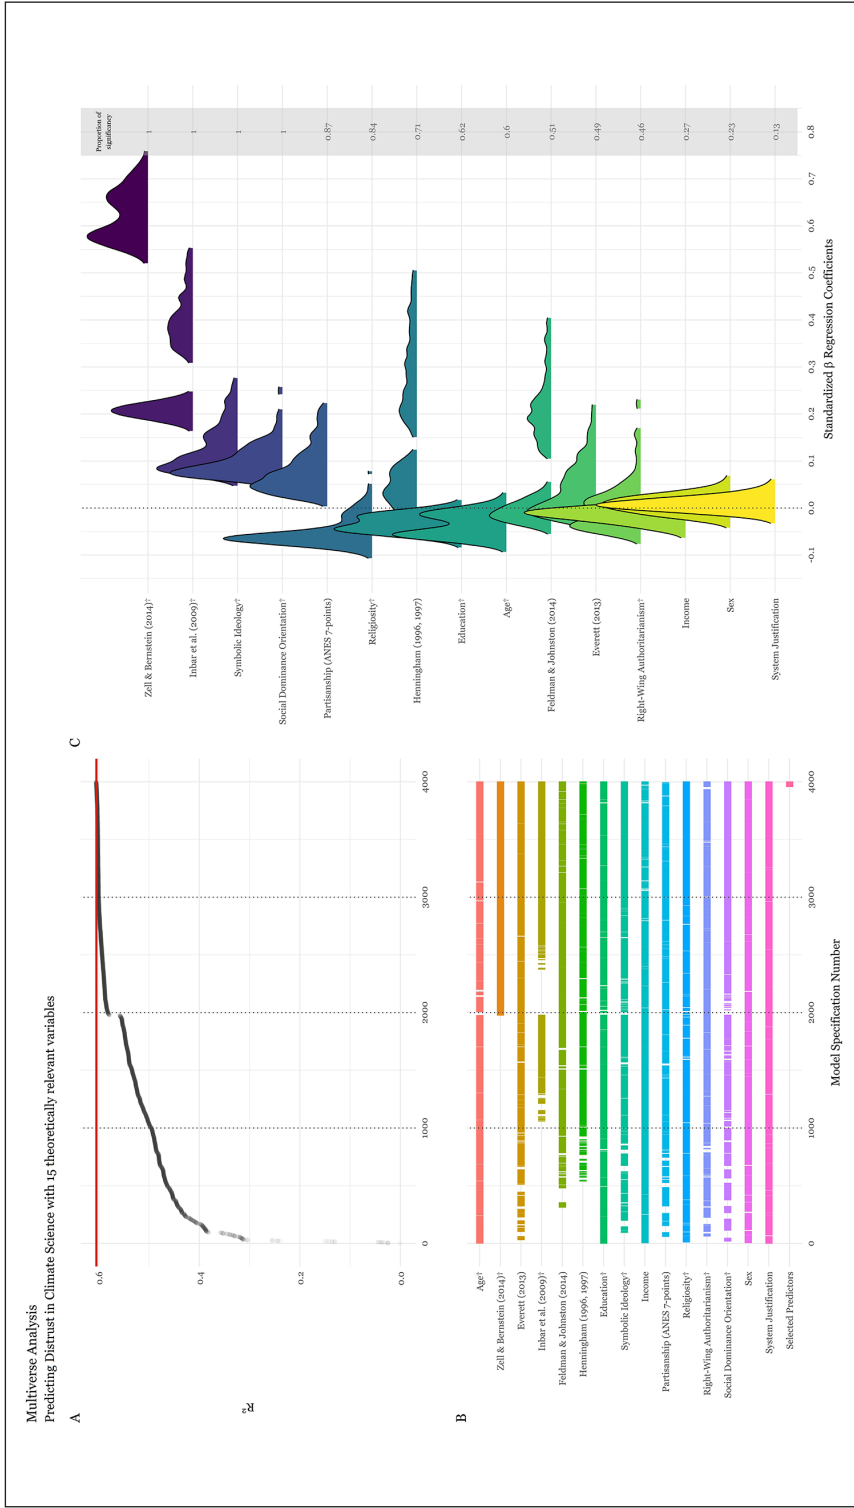 Multiverse Analysis
Predicting Distrust in Climate Science with 15 theoretically relevant variables
A
R²
0.6
0.4
0.2
0.0
0
1000
2000
3000
4000
B
Age†
Zell & Bernstein (2014)†
Everett (2013)
Inbar et al. (2009)†
Feldman & Johnston (2014)
Henningham (1996, 1997)
Education†
Symbolic Ideology†
Income
Partisanship (ANES 7-points)
Religiosity†
Right-Wing Authoritarianism†
Social Dominance Orientation†
Sex
System Justification
Selected Predictors
0
1000
2000
3000
4000
Model Specification Number
C
Proportion of
significancy
Zell & Bernstein (2014)†
1
Inbar et al. (2009)†
1
Symbolic Ideology†
1
Social Dominance Orientation†
1
Partisanship (ANES 7-points)
0.87
Religiosity†
0.84
Henningham (1996, 1997)
0.71
Education†
0.62
Age†
0.6
Feldman & Johnston (2014)
0.51
Everett (2013)
0.49
Right-Wing Authoritarianism†
0.46
Income
0.27
Sex
0.23
System Justification
0.13
-0.1
0.0
0.1
0.2
0.3
0.4
0.5
0.6
0.7
0.8
Standardized β Regression Coefficients